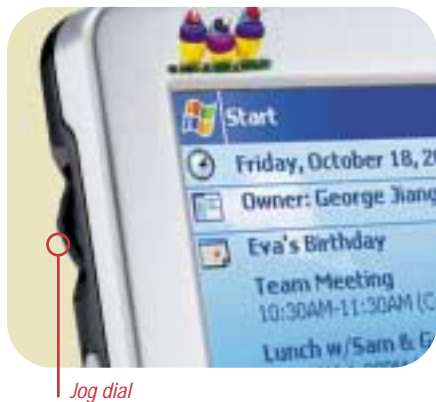 Start
Friday, October 18, 2
Owner: George Jiang
Eva's Birthday
Team Meeting
10:30AM-11:30AM (C
Lunch w/Sam & G
Jog dial